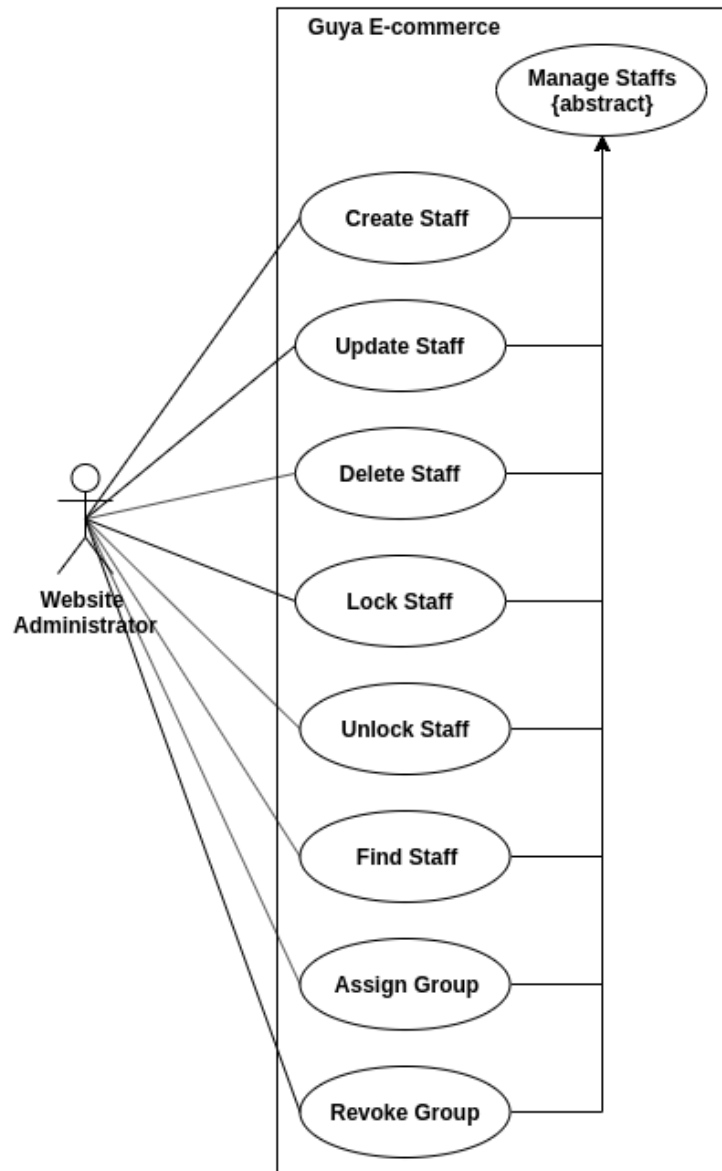 Guya E-commerce
Manage Staffs
{abstract}
Create Staff
Update Staff
Delete Staff
Lock Staff
Website
Administrator
Unlock Staff
Find Staff
Assign Group
Revoke Group